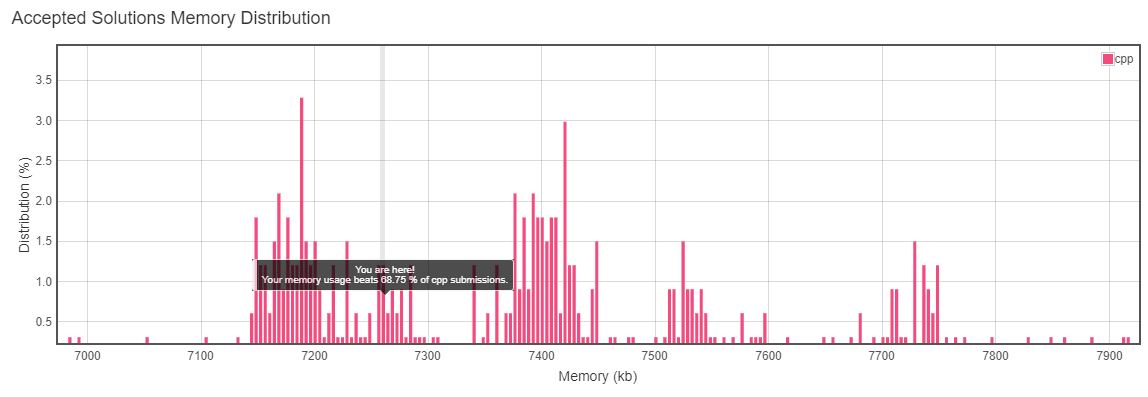 Accepted Solutions Memory Distribution
cpp
3.5
3.0
2.5
2.0
1.5
1.0
0.5
Distribution (%)
You are here!
Your memory usage beats 68.75 % of cpp submissions.
7000 7100 7200 7300 7400 7500 7600 7700 7800 7900
Memory (kb)